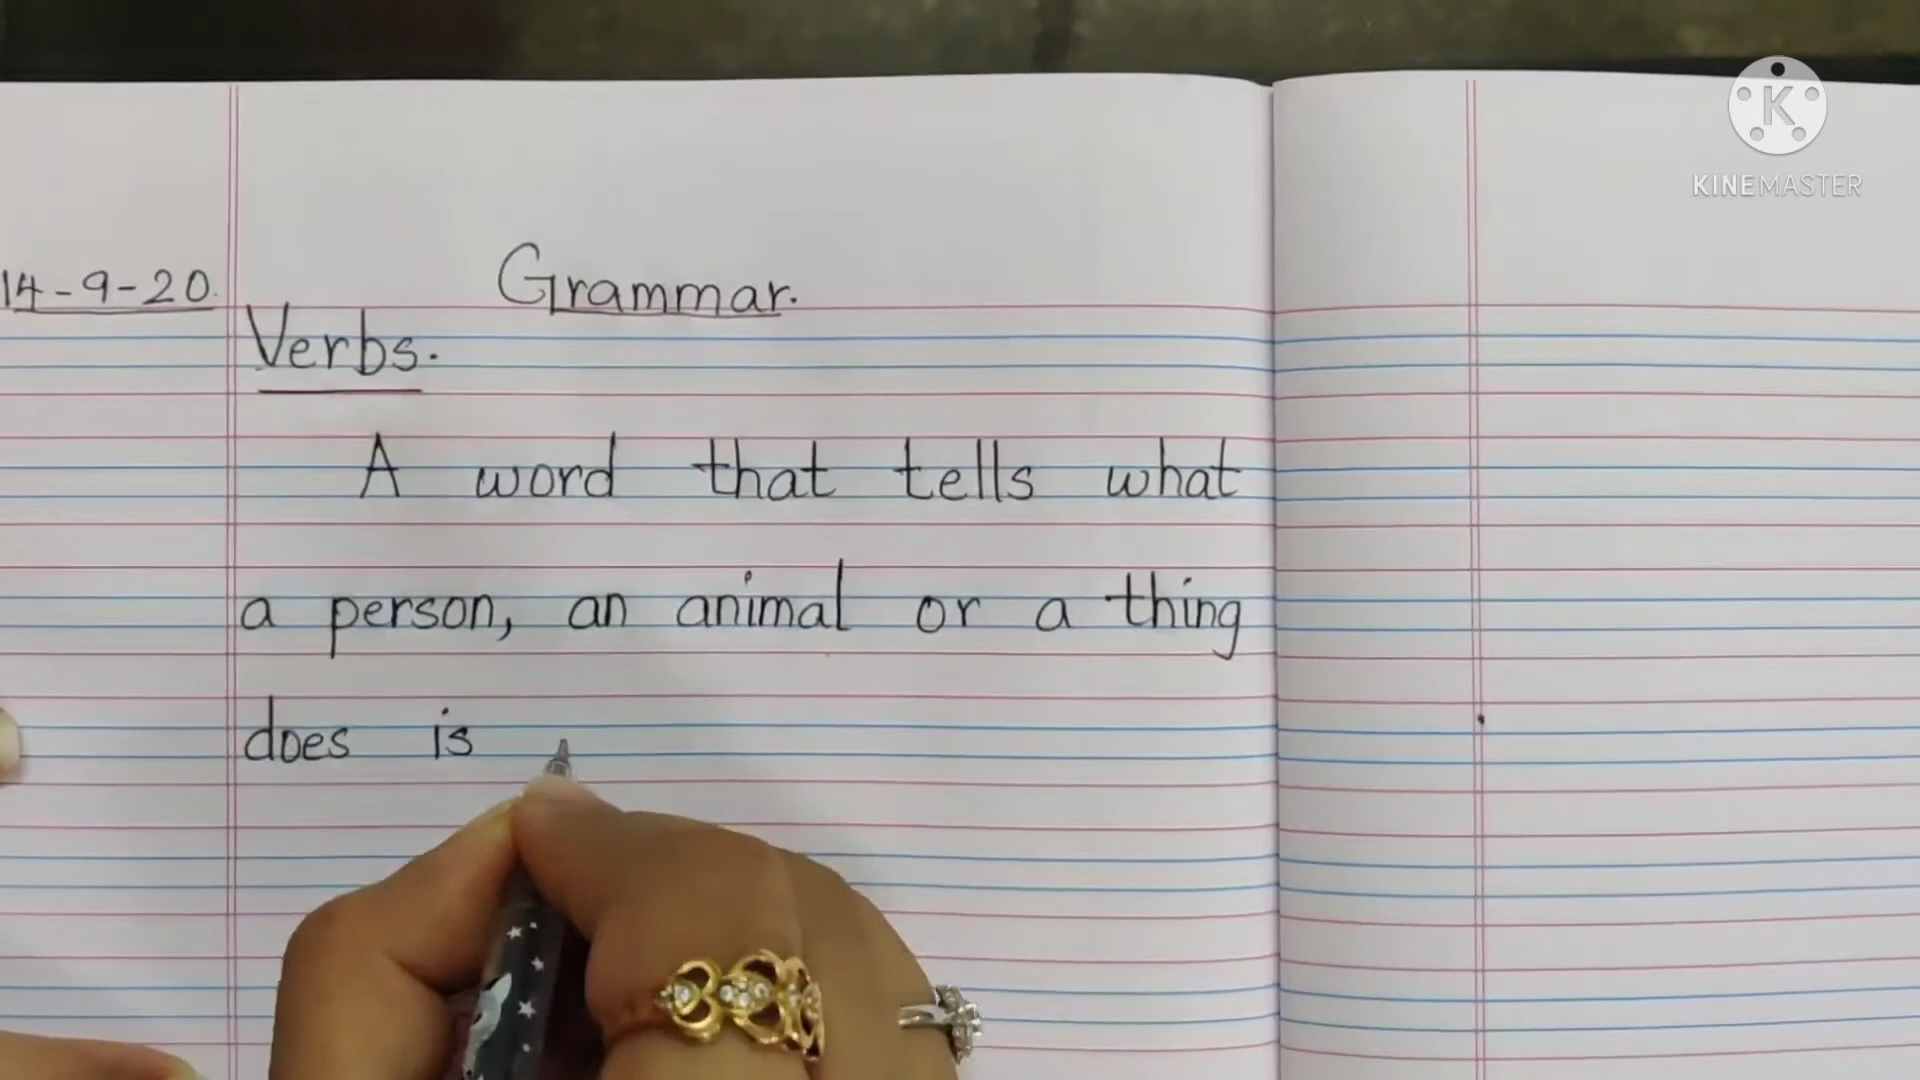 K
KINEMASTER
14-9-20.
Grammar.
Verbs.
A word that tells what
a person, an animal or a thing
does is